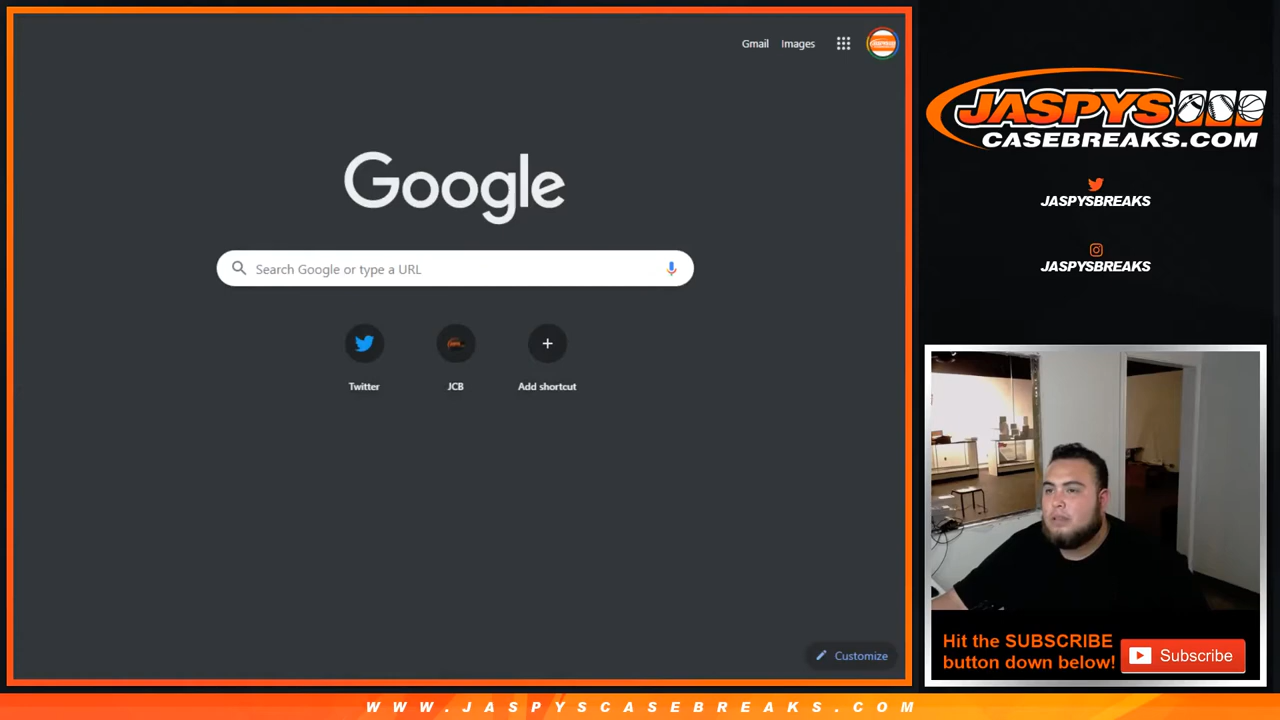 Gmail
Images
Google
Search Google or type a URL
Twitter
JCB
Add shortcut
Customize
JASPYS
CASEBREAKS.COM
JASPYSBREAKS
JASPYSBREAKS
Hit the SUBSCRIBE
button down below!
Subscribe
WWW.JASPYSCASEBREAKS.COM